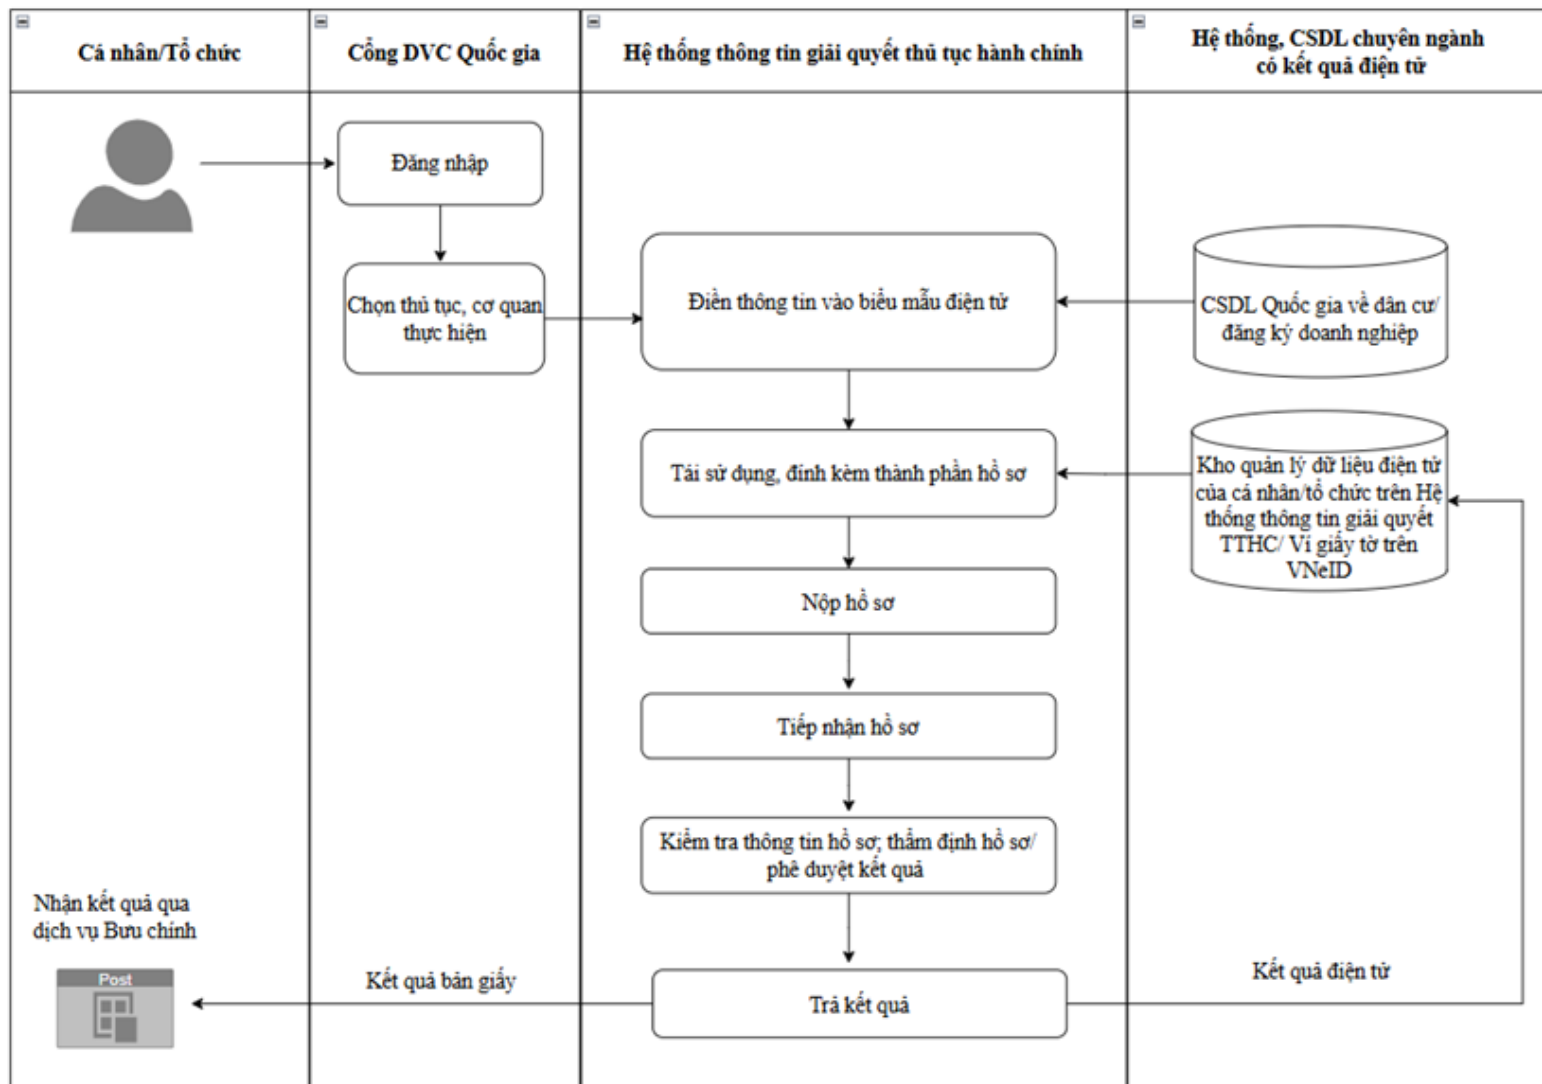 Cá nhân/Tổ chức
Cổng DVC Quốc gia
Hệ thống thông tin giải quyết thủ tục hành chính
Hệ thống, CSDL chuyên ngành
có kết quả điện tử
Đăng nhập
Chọn thủ tục, cơ quan
thực hiện
Điền thông tin vào biểu mẫu điện tử
CSDL Quốc gia về dân cư/
đăng ký doanh nghiệp
Tái sử dụng, đính kèm thành phần hồ sơ
Kho quản lý dữ liệu điện tử
của cá nhân/tổ chức trên Hệ
thống thông tin giải quyết
TTHC/ Ví giấy tờ trên
VNeID
Nộp hồ sơ
Tiếp nhận hồ sơ
Kiểm tra thông tin hồ sơ; thẩm định hồ sơ/
phê duyệt kết quả
Nhận kết quả qua
dịch vụ Bưu chính
Post
Kết quả bản giấy
Trả kết quả
Kết quả điện tử